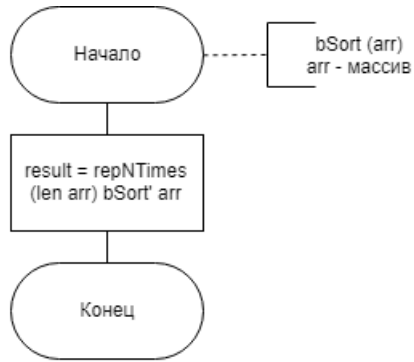 Начало
bSort (arr)
arr - массив
result = repNTimes
(len arr) bSort' arr
Конец